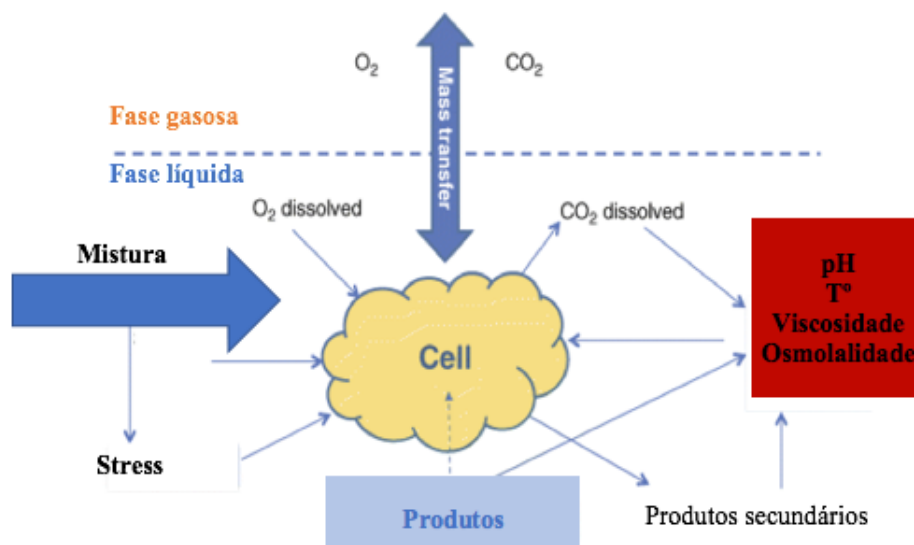 O₂
CO₂
Mass transfer
Fase gasosa
Fase líquida
O₂ dissolved
CO₂ dissolved
Mistura
pH
Tº
Viscosidade
Osmolalidade
Cell
Stress
Produtos
Produtos secundários